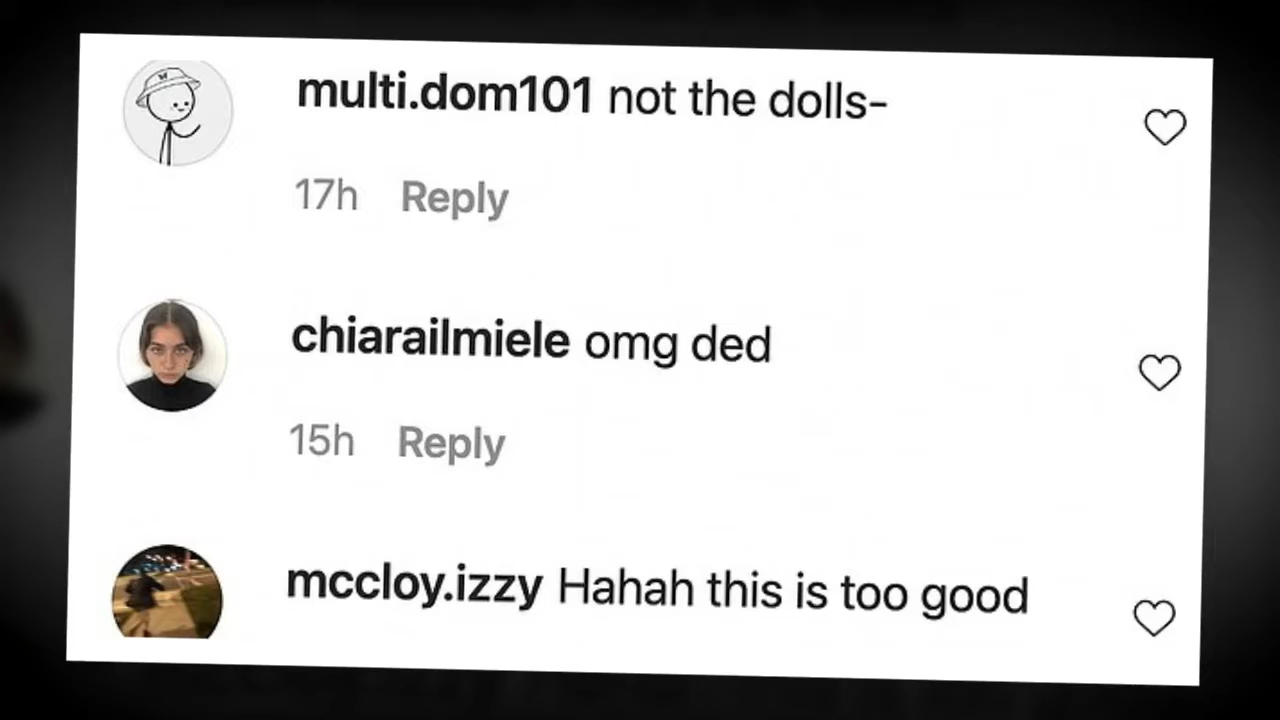 multi.dom101 not the dolls-
17h Reply
chiarailmiele omg ded
15h Reply
mccloy.izzy Hahah this is too good